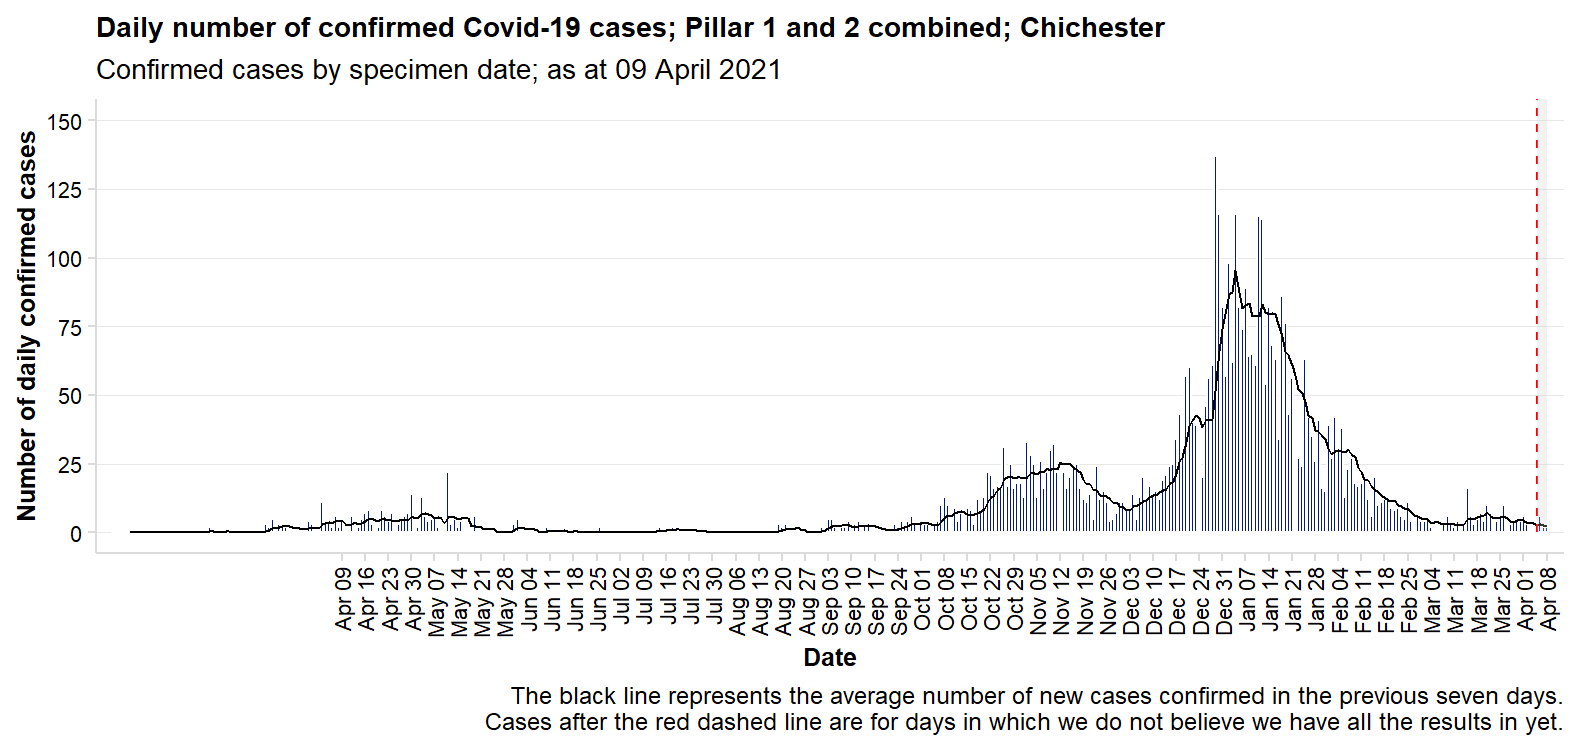 Daily number of confirmed Covid-19 cases; Pillar 1 and 2 combined; Chichester
Confirmed cases by specimen date; as at 09 April 2021
Number of daily confirmed cases
150
125
100
75
50
25
0
Apr 09
Apr 16
Apr 23
Apr 30
May 07
May 14
May 21
May 28
Jun 04
Jun 11
Jun 18
Jun 25
Jul 02
Jul 09
Jul 16
Jul 23
Jul 30
Aug 06
Aug 13
Aug 20
Aug 27
Sep 03
Sep 10
Sep 17
Sep 24
Oct 01
Oct 08
Oct 15
Oct 22
Oct 29
Nov 05
Nov 12
Nov 19
Nov 26
Dec 03
Dec 10
Dec 17
Dec 24
Dec 31
Jan 07
Jan 14
Jan 21
Jan 28
Feb 04
Feb 11
Feb 18
Feb 25
Mar 04
Mar 11
Mar 18
Mar 25
Apr 01
Apr 08
Date
The black line represents the average number of new cases confirmed in the previous seven days.
Cases after the red dashed line are for days in which we do not believe we have all the results in yet.